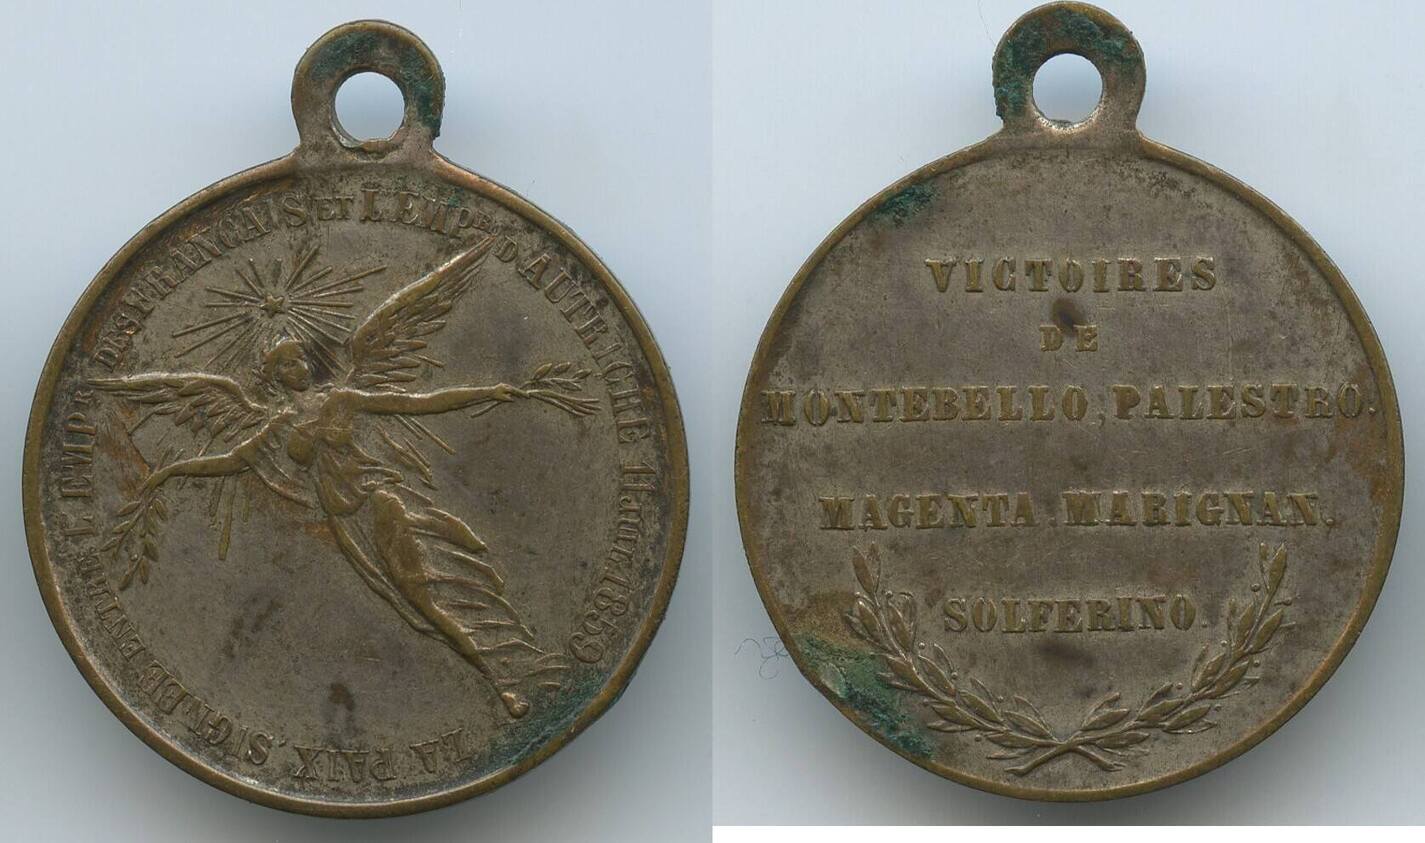 LA PAIX, SIGNÉE ENTRE L'EMPR DES FRANCAIS ET L'EMPR D'AUTRICHE 11 Juil. 1859
VICTOIRES
DE
MONTEBELLO, PALESTRO.
MAGENTA. MARIGNAN.
SOLFERINO.